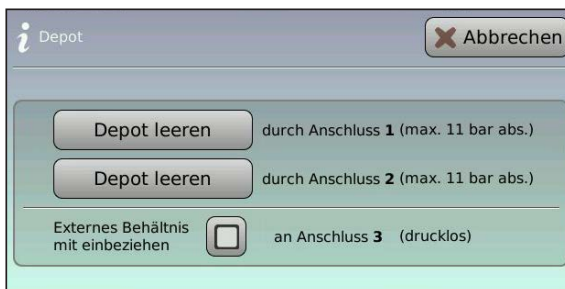 i Depot
Abbrechen
Depot leeren durch Anschluss 1 (max. 11 bar abs.)
Depot leeren durch Anschluss 2 (max. 11 bar abs.)
Externes Behältnis
mit einbeziehen
an Anschluss 3 (drucklos)